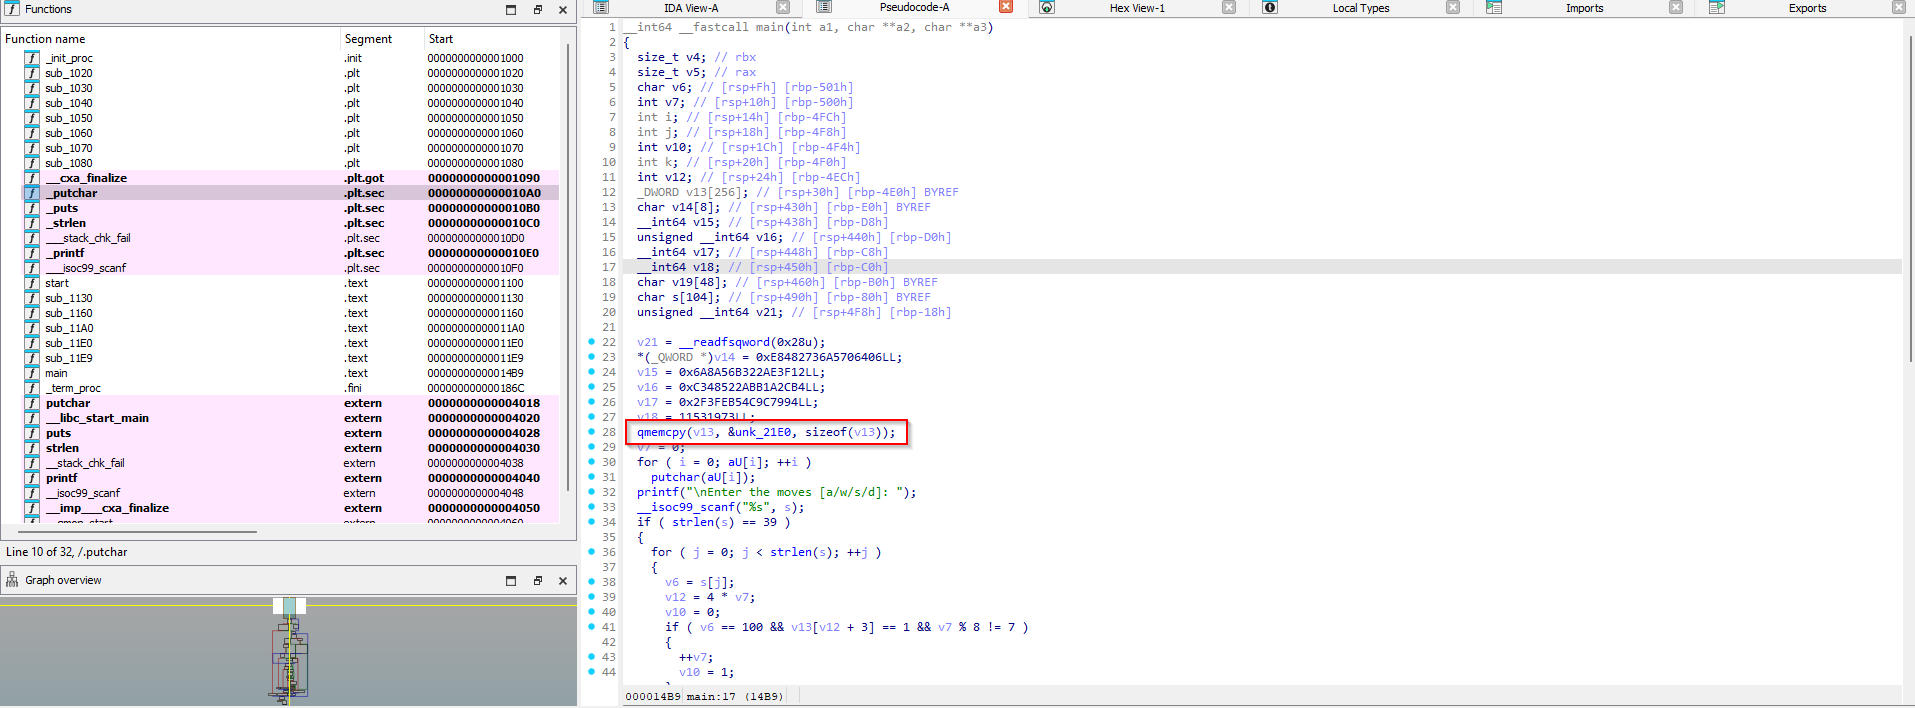 Functions
Function name Segment Start
_init_proc .init 0000000000001000
sub_1020 .plt 0000000000001020
sub_1030 .plt 0000000000001030
sub_1040 .plt 0000000000001040
sub_1050 .plt 0000000000001050
sub_1060 .plt 0000000000001060
sub_1070 .plt 0000000000001070
sub_1080 .plt 0000000000001080
__cxa_finalize .plt.got 0000000000001090
_putchar .plt.sec 00000000000010A0
_puts .plt.sec 00000000000010B0
_strlen .plt.sec 00000000000010C0
___stack_chk_fail .plt.sec 00000000000010D0
_printf .plt.sec 00000000000010E0
___isoc99_scanf .plt.sec 00000000000010F0
start .text 0000000000001100
sub_1130 .text 0000000000001130
sub_1160 .text 0000000000001160
sub_11A0 .text 00000000000011A0
sub_11E0 .text 00000000000011E0
sub_11E9 .text 00000000000011E9
main .text 00000000000014B9
_term_proc .fini 000000000000186C
putchar extern 0000000000004018
__libc_start_main extern 0000000000004020
puts extern 0000000000004028
strlen extern 0000000000004030
__stack_chk_fail extern 0000000000004038
printf extern 0000000000004040
__isoc99_scanf extern 0000000000004048
__imp___cxa_finalize extern 0000000000004050
__gmon_start__ extern 0000000000004060
Line 10 of 32, /.putchar
Graph overview
IDA View-A Pseudocode-A Hex View-1 Local Types Imports Exports
1 __int64 __fastcall main(int a1, char **a2, char **a3)
2 {
3 size_t v4; // rbx
4 size_t v5; // rax
5 char v6; // [rsp+Fh] [rbp-501h]
6 int v7; // [rsp+10h] [rbp-500h]
7 int i; // [rsp+14h] [rbp-4FCh]
8 int j; // [rsp+18h] [rbp-4F8h]
9 int v10; // [rsp+1Ch] [rbp-4F4h]
10 int k; // [rsp+20h] [rbp-4F0h]
11 int v12; // [rsp+24h] [rbp-4ECh]
12 _DWORD v13[256]; // [rsp+30h] [rbp-4E0h] BYREF
13 char v14[8]; // [rsp+430h] [rbp-E0h] BYREF
14 __int64 v15; // [rsp+438h] [rbp-D8h]
15 unsigned __int64 v16; // [rsp+440h] [rbp-D0h]
16 __int64 v17; // [rsp+448h] [rbp-C8h]
17 __int64 v18; // [rsp+450h] [rbp-C0h]
18 char v19[48]; // [rsp+460h] [rbp-B0h] BYREF
19 char s[104]; // [rsp+490h] [rbp-80h] BYREF
20 unsigned __int64 v21; // [rsp+4F8h] [rbp-18h]
21
22 v21 = __readfsqword(0x28u);
23 *(_QWORD *)v14 = 0xE8482736A5706406LL;
24 v15 = 0x6A8A56B322AE3F12LL;
25 v16 = 0xC348522ABB1A2CB4LL;
26 v17 = 0x2F3FEB54C9C7994LL;
27 v18 = 11531973LL;
28 qmemcpy(v13, &unk_21E0, sizeof(v13));
29 v7 = 0;
30 for ( i = 0; aU[i]; ++i )
31 putchar(aU[i]);
32 printf("\nEnter the moves [a/w/s/d]: ");
33 __isoc99_scanf("%s", s);
34 if ( strlen(s) == 39 )
35 {
36 for ( j = 0; j < strlen(s); ++j )
37 {
38 v6 = s[j];
39 v12 = 4 * v7;
40 v10 = 0;
41 if ( v6 == 100 && v13[v12 + 3] == 1 && v7 % 8 != 7 )
42 {
43 ++v7;
44 v10 = 1;
000014B9 main:17 (14B9)